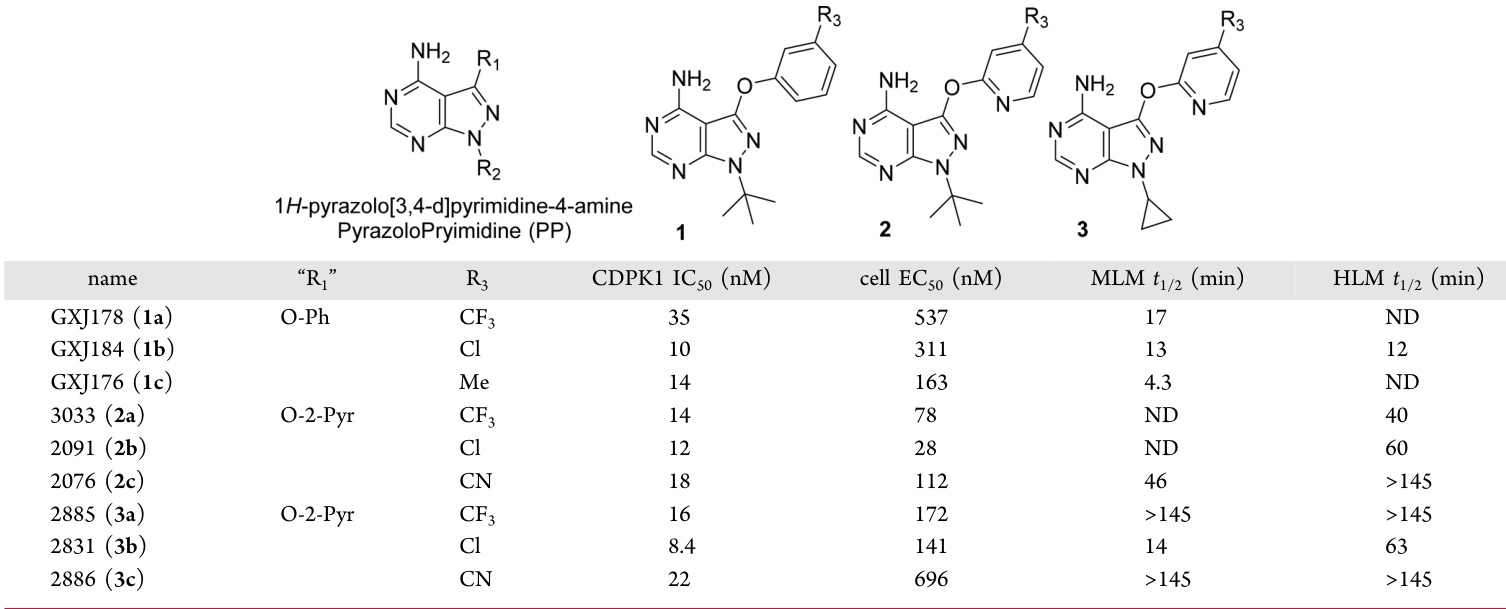 NH2 R1 N N N N R2
1H-pyrazolo[3,4-d]pyrimidine-4-amine
PyrazoloPryimidine (PP)
R3 NH2 O N N N N
1
R3 NH2 O N N N N N
2
R3 NH2 O N N N N N
3
name “R1” R3 CDPK1 IC50 (nM) cell EC50 (nM) MLM t1/2 (min) HLM t1/2 (min)
GXJ178 (1a) O-Ph CF3 35 537 17 ND
GXJ184 (1b) Cl 10 311 13 12
GXJ176 (1c) Me 14 163 4.3 ND
3033 (2a) O-2-Pyr CF3 14 78 ND 40
2091 (2b) Cl 12 28 ND 60
2076 (2c) CN 18 112 46 >145
2885 (3a) O-2-Pyr CF3 16 172 >145 >145
2831 (3b) Cl 8.4 141 14 63
2886 (3c) CN 22 696 >145 >145